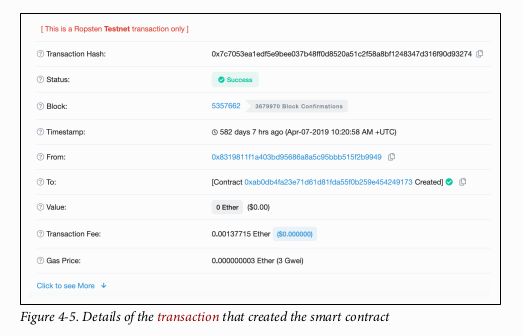 [ This is a Ropsten Testnet transaction only ]
Transaction Hash: 0x7c7053ea1edf5e9bee037b48ff0d8520a51c2f58a8bf1248347d316f90d93274
Status: Success
Block: 5357662 3679970 Block Confirmations
Timestamp: 582 days 7 hrs ago (Apr-07-2019 10:20:58 AM +UTC)
From: 0x8319811f1a403bd95686a8a5c95bbb515f2b9949
To: [Contract 0xab0db4fa23e71d61d81fda55f0b259e454249173 Created]
Value: 0 Ether ($0.00)
Transaction Fee: 0.00137715 Ether ($0.000000)
Gas Price: 0.000000003 Ether (3 Gwei)
Click to see More
Figure 4-5. Details of the transaction that created the smart contract